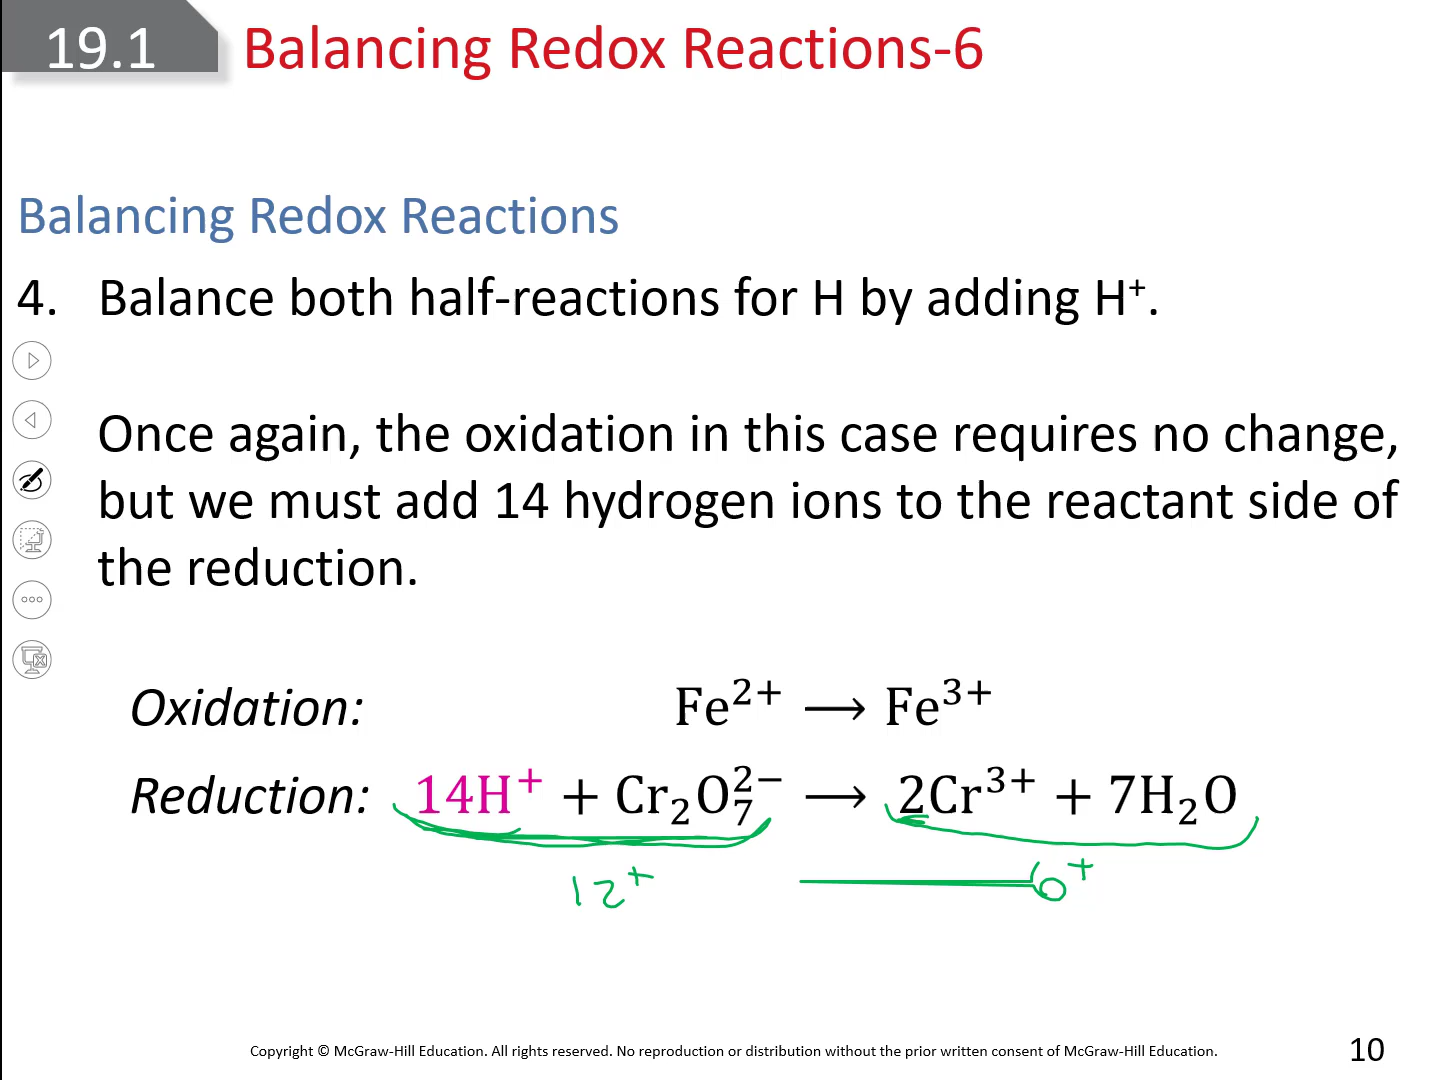 19.1 Balancing Redox Reactions-6
Balancing Redox Reactions
4. Balance both half-reactions for H by adding H⁺.
Once again, the oxidation in this case requires no change,
but we must add 14 hydrogen ions to the reactant side of
the reduction.
Oxidation: Fe²⁺ ⟶ Fe³⁺
Reduction: 14H⁺ + Cr₂O₇²⁻ ⟶ 2Cr³⁺ + 7H₂O
12⁺ 6⁺
Copyright © McGraw-Hill Education. All rights reserved. No reproduction or distribution without the prior written consent of McGraw-Hill Education.
10